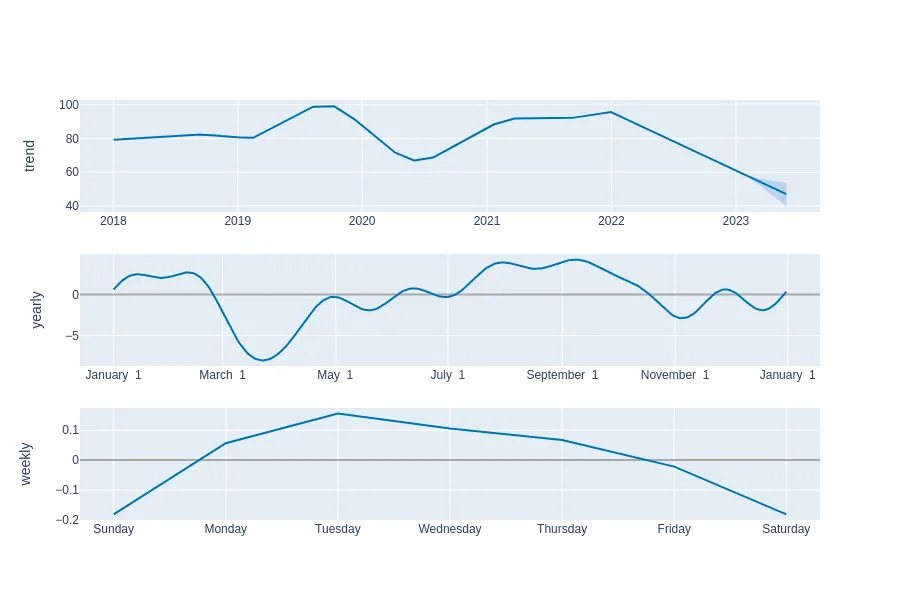 trend
100
80
60
40
2018 2019 2020 2021 2022 2023
yearly
0
−5
January 1 March 1 May 1 July 1 September 1 November 1 January 1
weekly
0.1
0
−0.1
−0.2
Sunday Monday Tuesday Wednesday Thursday Friday Saturday